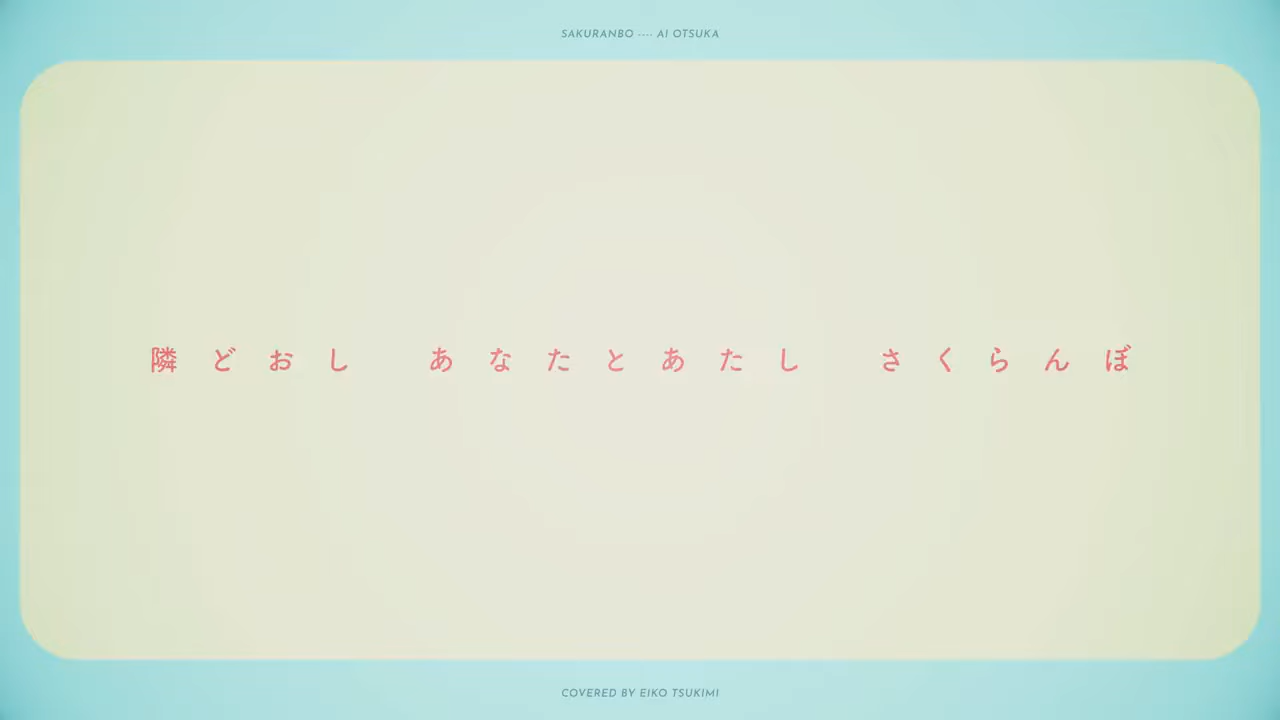 SAKURANBO ---- AI OTSUKA
隣どおし あなたとあたし さくらんぼ
COVERED BY EIKO TSUKIMI